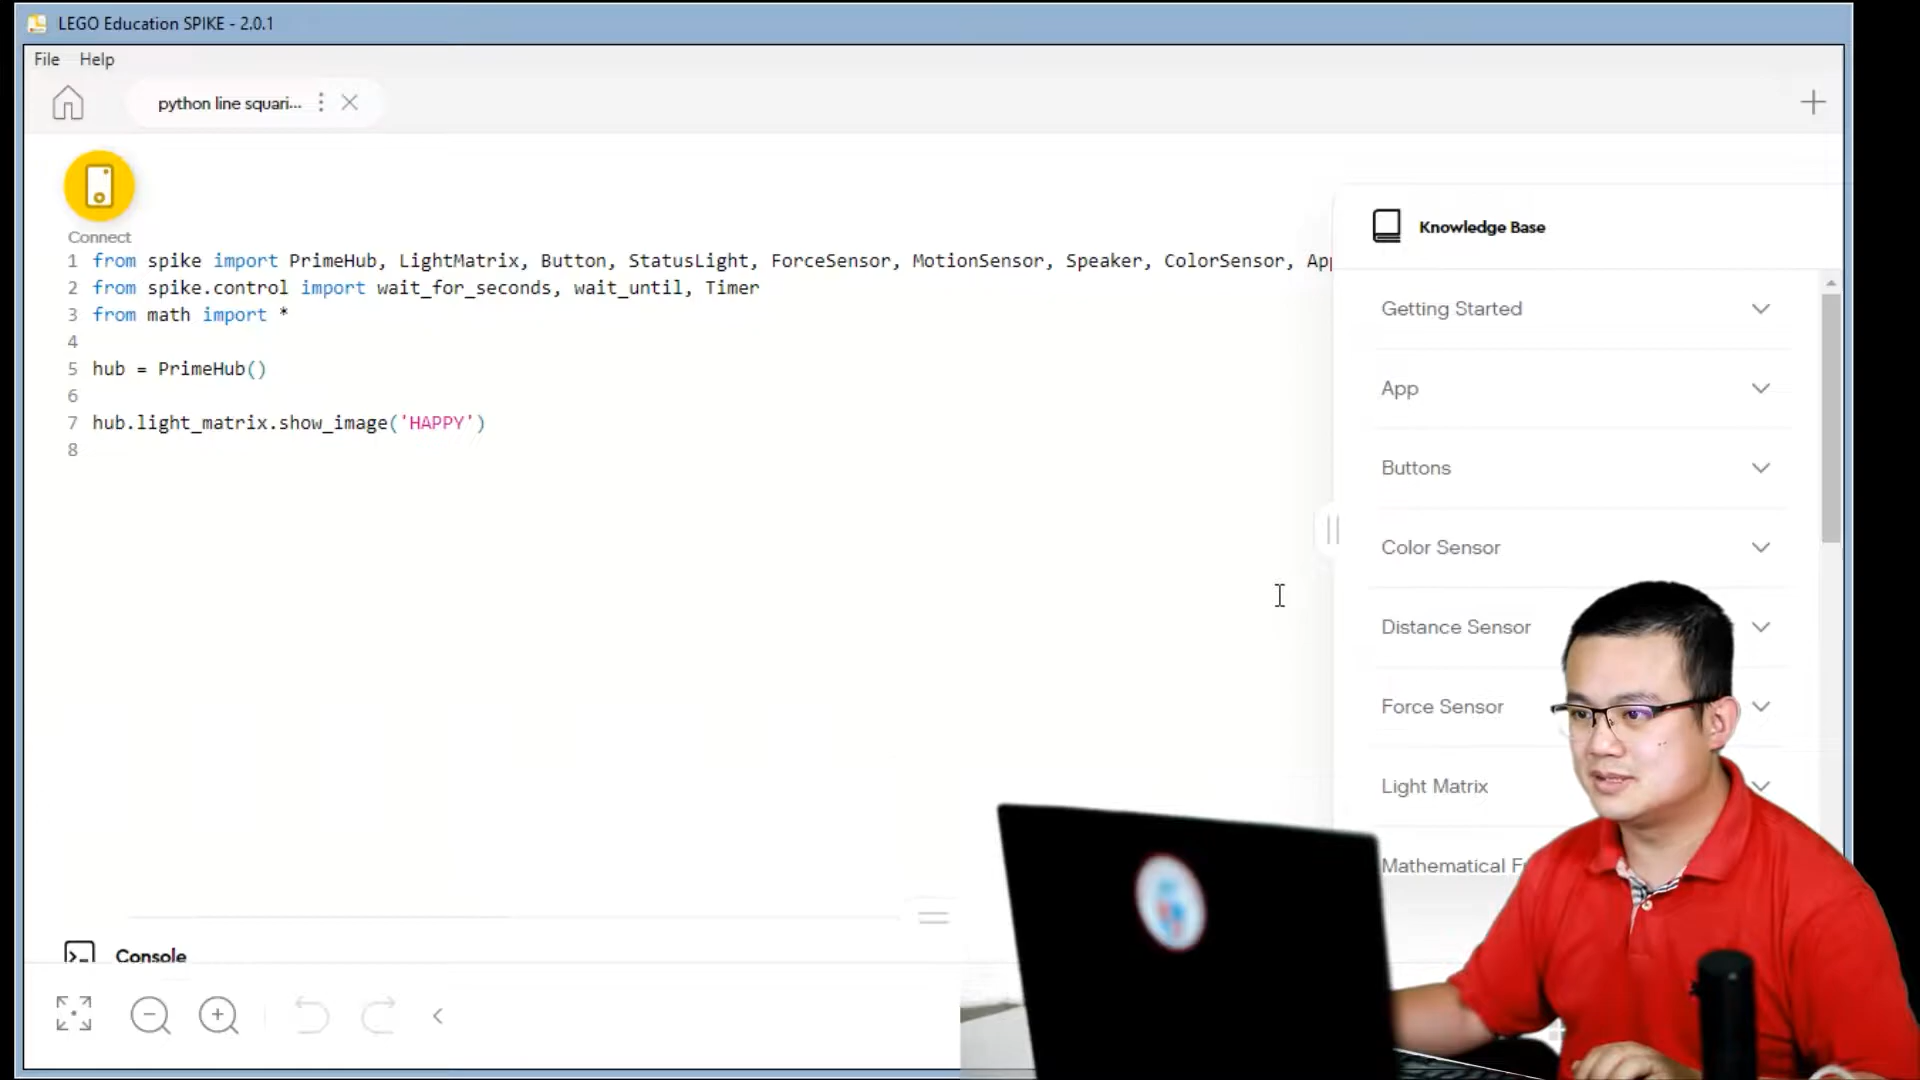 LEGO Education SPIKE - 2.0.1
File Help
python line squari...
Connect
1 from spike import PrimeHub, LightMatrix, Button, StatusLight, ForceSensor, MotionSensor, Speaker, ColorSensor, App
2 from spike.control import wait_for_seconds, wait_until, Timer
3 from math import *
4
5 hub = PrimeHub()
6
7 hub.light_matrix.show_image('HAPPY')
8
Knowledge Base
Getting Started
App
Buttons
Color Sensor
Distance Sensor
Force Sensor
Light Matrix
Mathematical F
Console